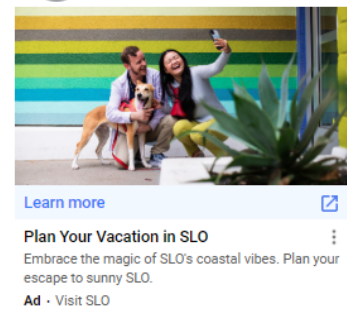 Learn more
Plan Your Vacation in SLO
Embrace the magic of SLO's coastal vibes. Plan your
escape to sunny SLO.
Ad · Visit SLO